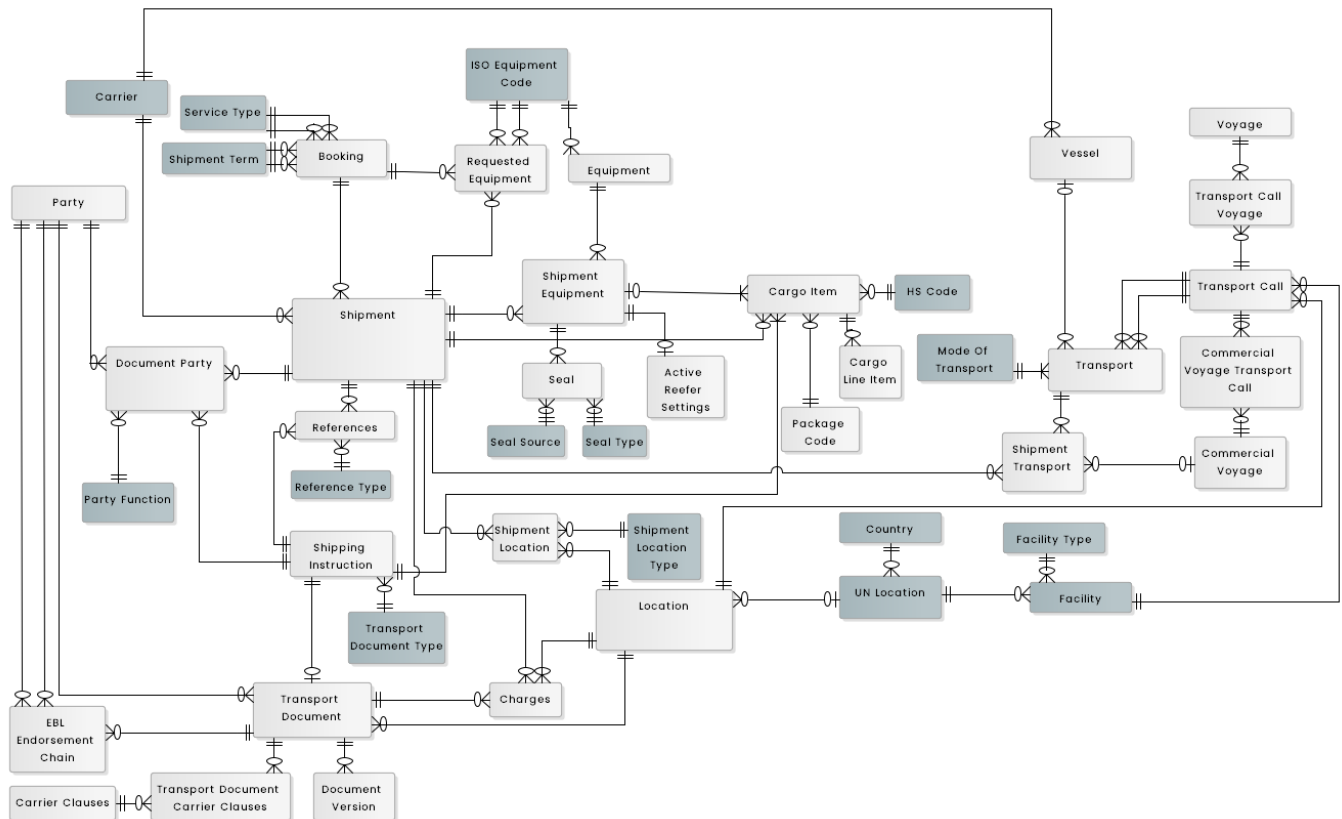 ISO Equipment
Code
Carrier
Service Type
Voyage
Shipment Term
Booking
Requested
Equipment
Equipment
Vessel
Party
Transport Call
Voyage
Shipment
Equipment
Cargo Item
HS Code
Transport Call
Shipment
Document Party
Seal
Active
Reefer
Settings
Cargo
Line Item
Mode Of
Transport
Transport
Commercial
Voyage Transport
Call
References
Package
Code
Seal Source
Seal Type
Shipment
Transport
Commercial
Voyage
Reference Type
Party Function
Shipping
Instruction
Shipment
Location
Shipment
Location
Type
Country
Facility Type
UN Location
Facility
Location
Transport
Document Type
Transport
Document
Charges
EBL
Endorsement
Chain
Carrier Clauses
Transport Document
Carrier Clauses
Document
Version